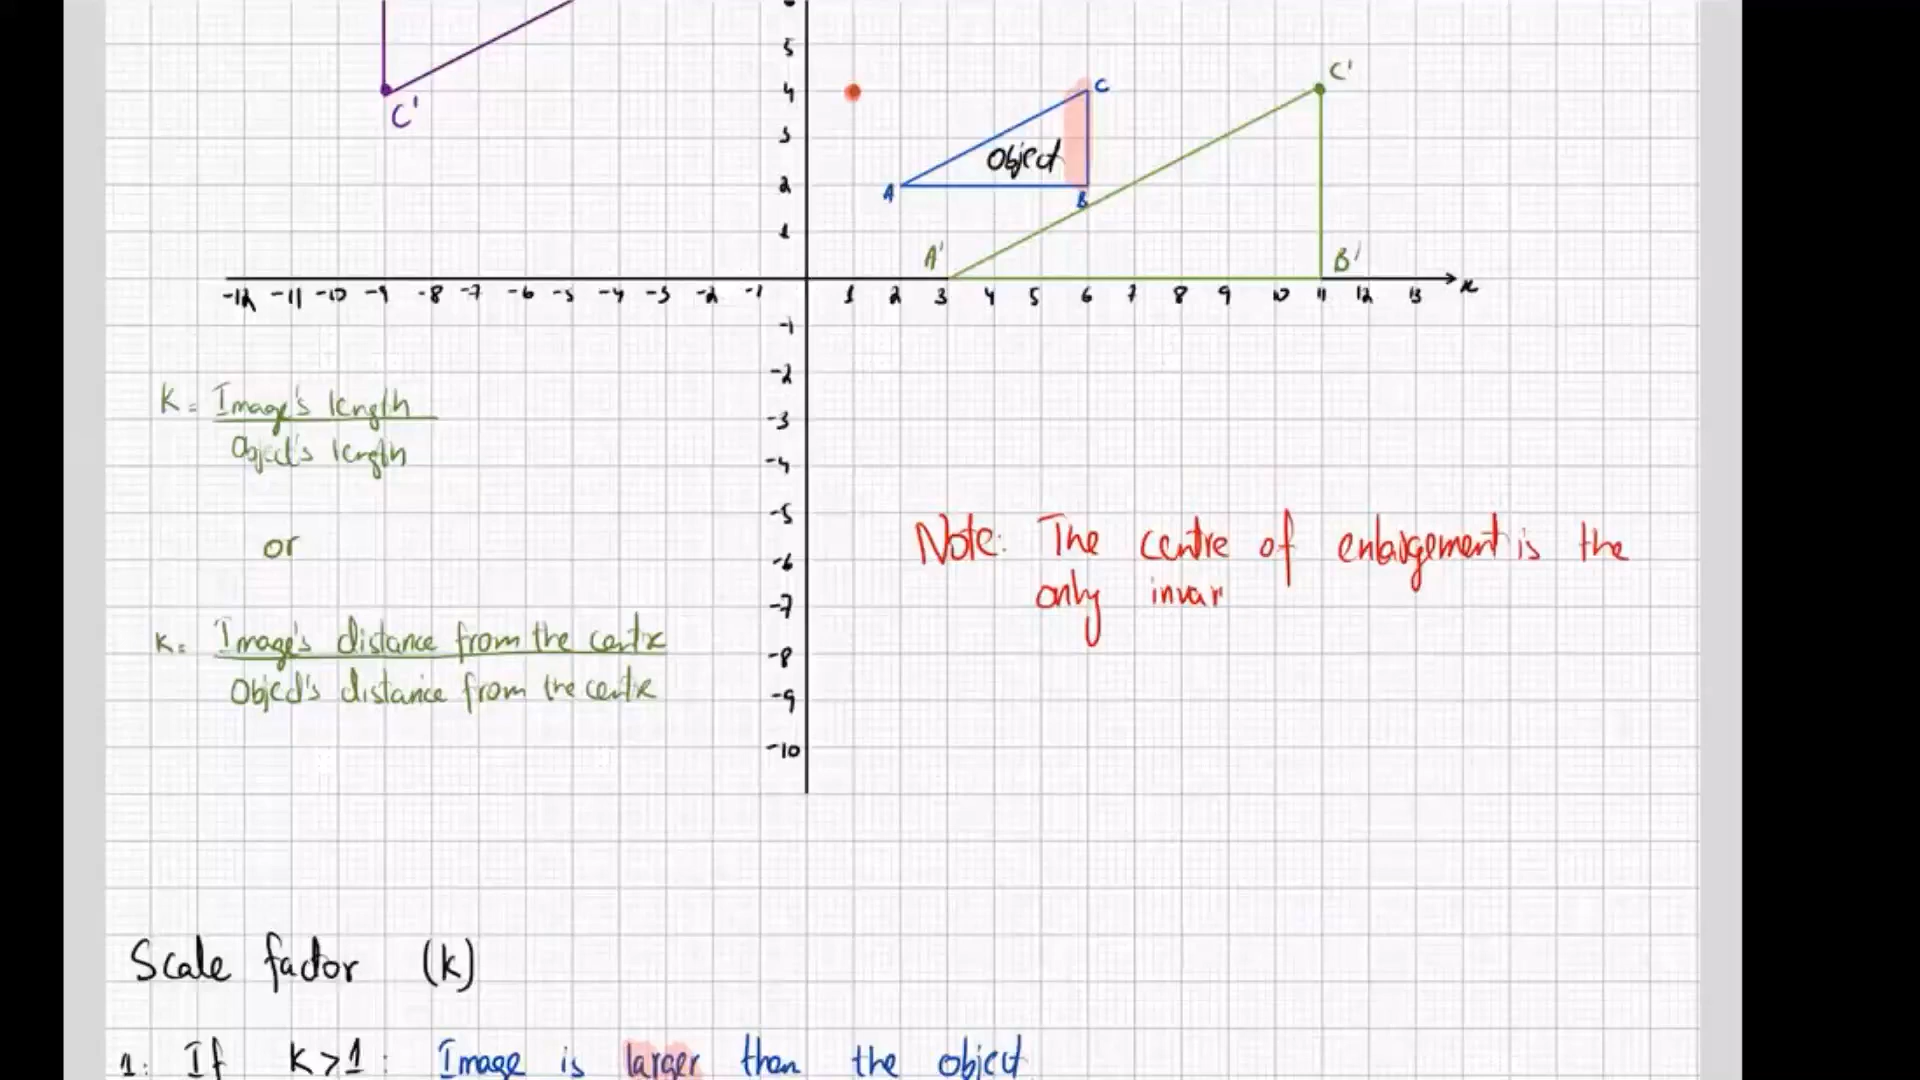 5
4
C
C'
C'
3
Object
2
A
B
1
A'
B'
-12 -11 -10 -9 -8 -7 -6 -5 -4 -3 -2 -1 1 2 3 4 5 6 7 8 9 10 11 12 13 x
-1
-2
K = Image's length
-3
Object's length
-4
-5
or
Note: The centre of enlargement is the
-6
only invar
-7
K = Image's distance from the centre
-8
Object's distance from the centre
-9
-10
Scale factor (k)
1: If K>1: Image is larger than the object